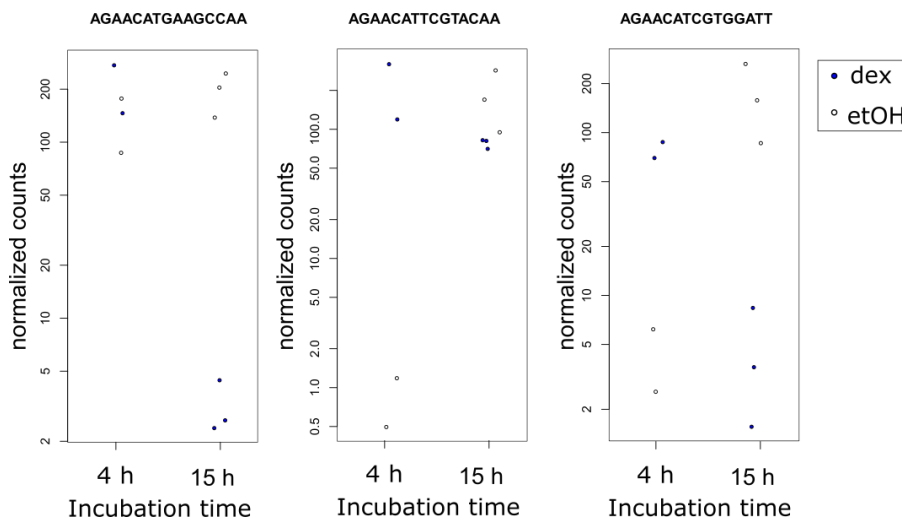 AGAACATGAAGCCAA
AGAACATTCGTACAA
AGAACATCGTGGATT
normalized counts
200
100
50
20
10
5
2
4 h
15 h
Incubation time
normalized counts
100.0
50.0
20.0
10.0
5.0
2.0
1.0
0.5
4 h
15 h
Incubation time
normalized counts
200
100
50
20
10
5
2
4 h
15 h
Incubation time
dex
etOH